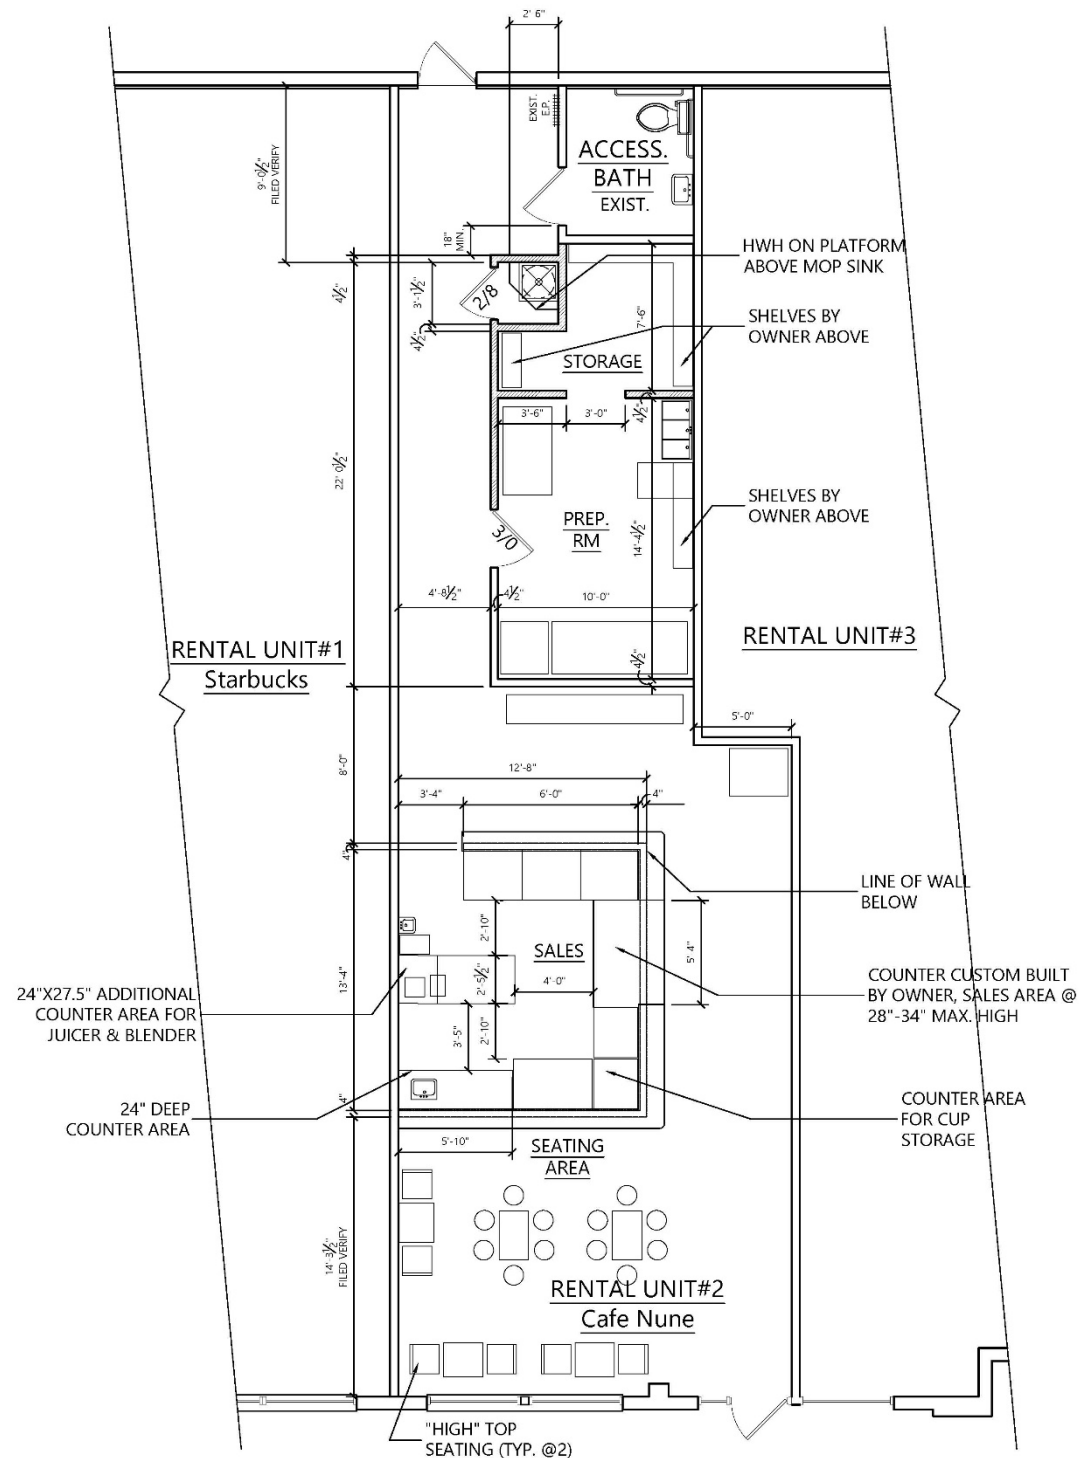 2' 6"
EXIST.
E.P.
ACCESS.
BATH
EXIST.
9'-0½"
FILED VERIFY
18"
MIN.
HWH ON PLATFORM
ABOVE MOP SINK
4½"
3'-1½"
2/8
4½"
7'-6"
SHELVES BY
OWNER ABOVE
STORAGE
3'-6"
3'-0"
4½"
22' 0½"
SHELVES BY
OWNER ABOVE
PREP.
RM
3/0
14'-4½"
4'-8½"
4½"
10'-0"
RENTAL UNIT#1
Starbucks
RENTAL UNIT#3
4½"
5'-0"
8'-0"
12'-8"
3'-4"
6'-0"
4"
4"
LINE OF WALL
BELOW
2'-10"
SALES
5' 4"
13'-4"
2'-5½"
4'-0"
COUNTER CUSTOM BUILT
BY OWNER, SALES AREA @
28"-34" MAX. HIGH
24"X27.5" ADDITIONAL
COUNTER AREA FOR
JUICER & BLENDER
3'-5"
2'-10"
24" DEEP
COUNTER AREA
4"
COUNTER AREA
FOR CUP
STORAGE
5'-10"
SEATING
AREA
14' 3½"
FILED VERIFY
RENTAL UNIT#2
Cafe Nune
"HIGH" TOP
SEATING (TYP. @2)